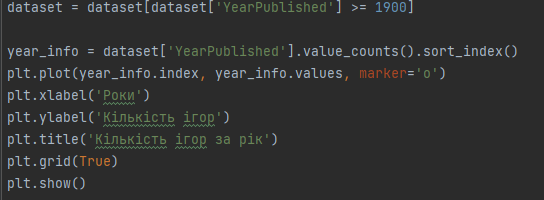 dataset = dataset[dataset['YearPublished'] >= 1900]
year_info = dataset['YearPublished'].value_counts().sort_index()
plt.plot(year_info.index, year_info.values, marker='o')
plt.xlabel('Роки')
plt.ylabel('Кількість ігор')
plt.title('Кількість ігор за рік')
plt.grid(True)
plt.show()